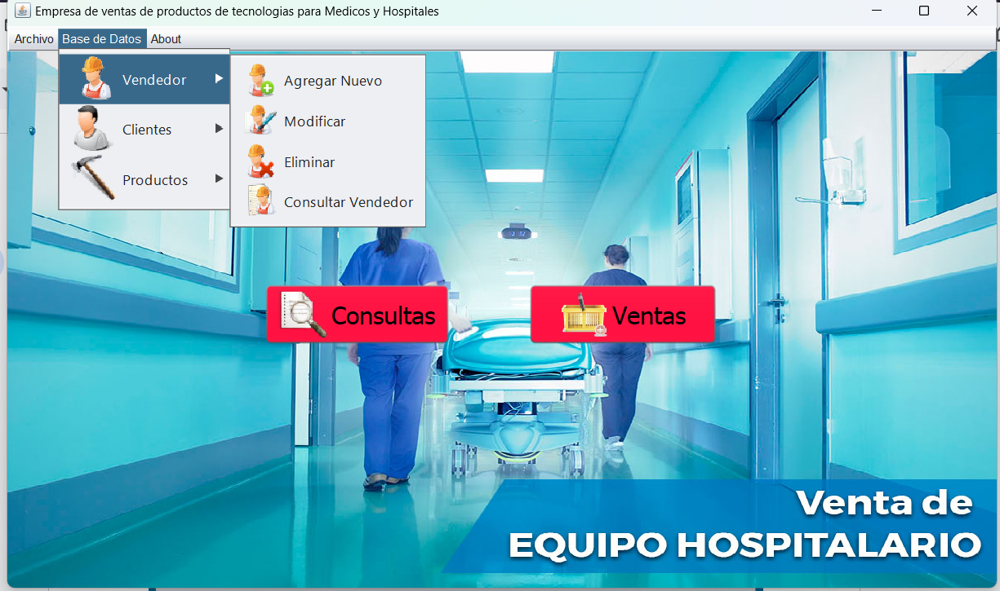 Empresa de ventas de productos de tecnologias para Medicos y Hospitales
Archivo Base de Datos About
Vendedor
Clientes
Productos
Agregar Nuevo
Modificar
Eliminar
Consultar Vendedor
Consultas
Ventas
Venta de
EQUIPO HOSPITALARIO